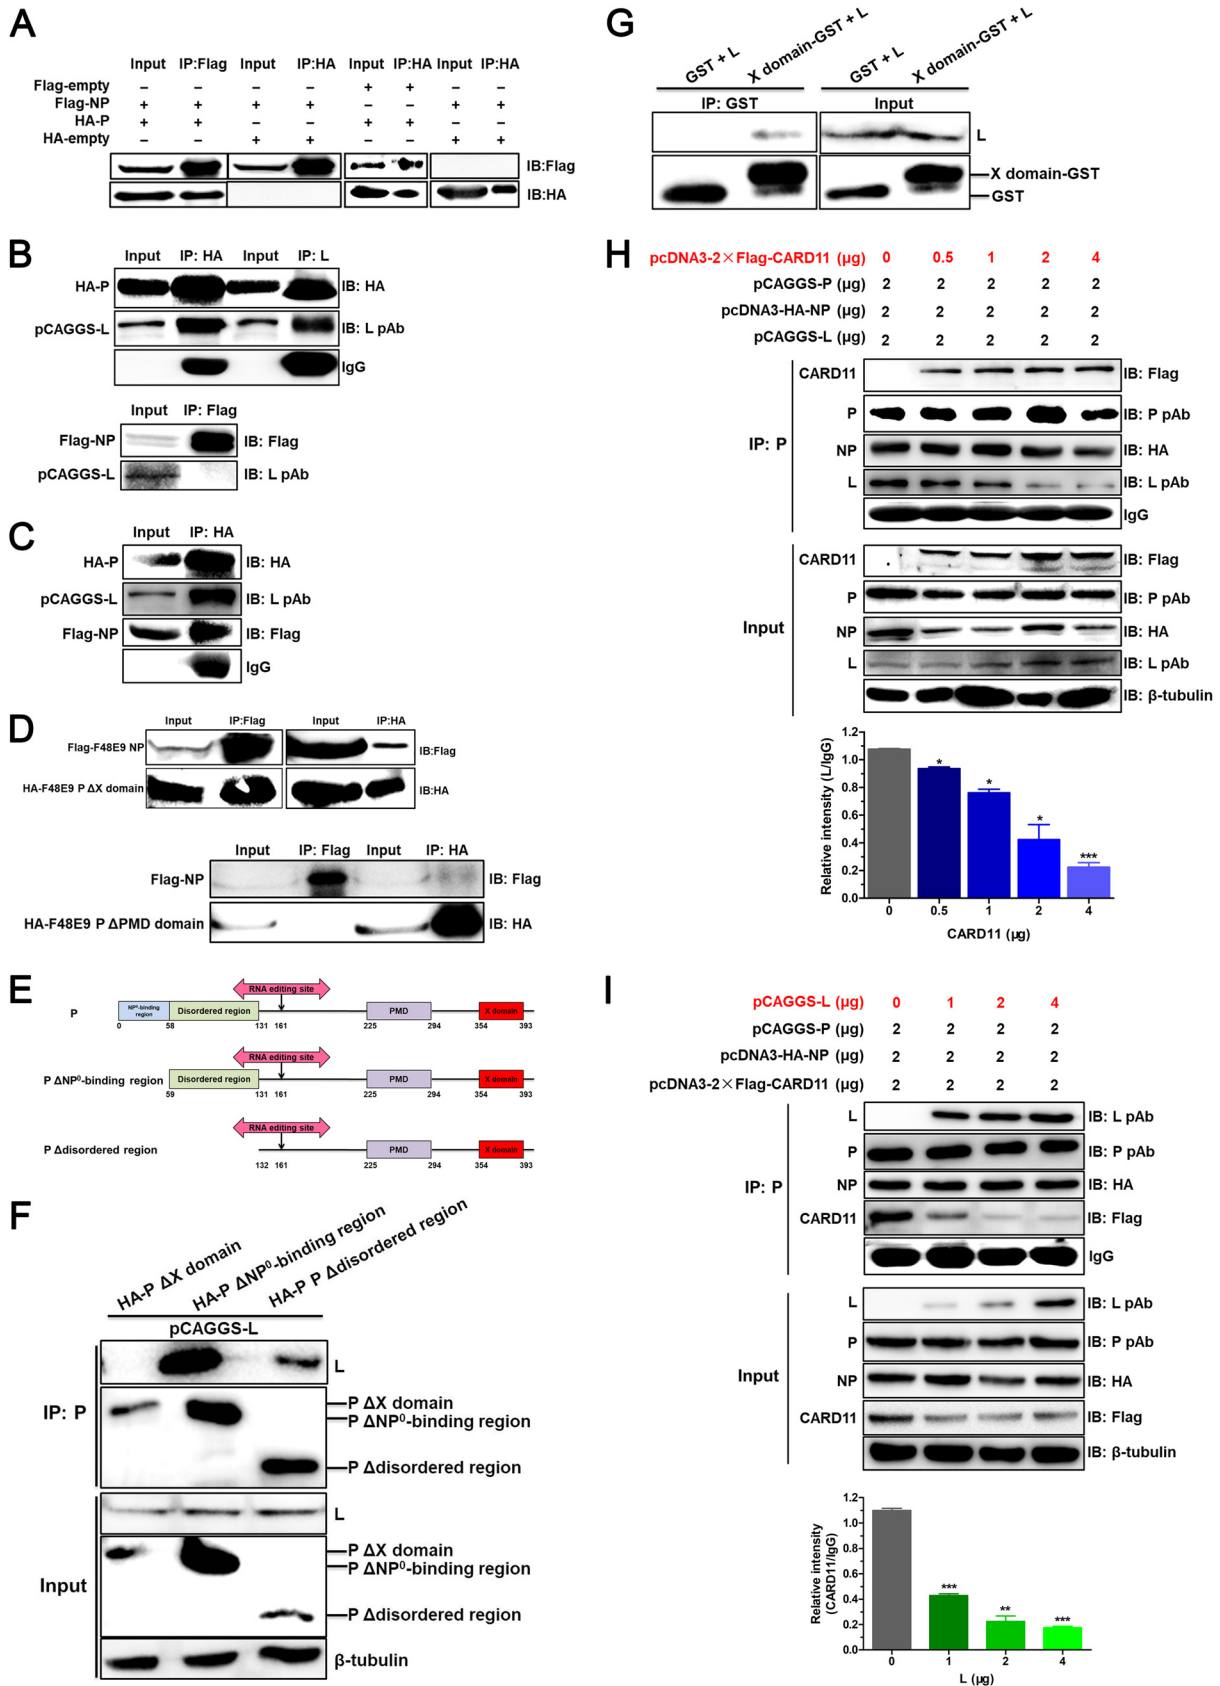 A
Input IP:Flag Input IP:HA Input IP:HA Input IP:HA
Flag-empty – – – – + + – –
Flag-NP + + + + – – + +
HA-P + + – – + + – –
HA-empty – – + + – – + +
IB:Flag
IB:HA
B
Input IP: HA Input IP: L
HA-P IB: HA
pCAGGS-L IB: L pAb
IgG
Input IP: Flag
Flag-NP IB: Flag
pCAGGS-L IB: L pAb
C
Input IP: HA
HA-P IB: HA
pCAGGS-L IB: L pAb
Flag-NP IB: Flag
IgG
D
Input IP:Flag Input IP:HA
Flag-F48E9 NP IB:Flag
HA-F48E9 P ΔX domain IB:HA
Input IP: Flag Input IP: HA
Flag-NP IB: Flag
HA-F48E9 P ΔPMD domain IB: HA
E
RNA editing site
P NP⁰-binding region Disordered region PMD X domain
0 58 131 161 225 294 354 393
RNA editing site
P ΔNP⁰-binding region Disordered region PMD X domain
59 131 161 225 294 354 393
RNA editing site
P Δdisordered region PMD X domain
132 161 225 294 354 393
F
HA-P ΔX domain
HA-P ΔNP⁰-binding region
HA-P P Δdisordered region
pCAGGS-L
L
IP: P
P ΔX domain
P ΔNP⁰-binding region
P Δdisordered region
L
Input
P ΔX domain
P ΔNP⁰-binding region
P Δdisordered region
β-tubulin
G
GST + L X domain-GST + L GST + L X domain-GST + L
IP: GST Input
L
X domain-GST
GST
H
pcDNA3-2×Flag-CARD11 (μg) 0 0.5 1 2 4
pCAGGS-P (μg) 2 2 2 2 2
pcDNA3-HA-NP (μg) 2 2 2 2 2
pCAGGS-L (μg) 2 2 2 2 2
IP: P
CARD11 IB: Flag
P IB: P pAb
NP IB: HA
L IB: L pAb
IgG
Input
CARD11 IB: Flag
P IB: P pAb
NP IB: HA
L IB: L pAb
IB: β-tubulin
Relative intensity (L/IgG)
1.2
1.0
0.8
0.6
0.4
0.2
0.0
* * * ***
0 0.5 1 2 4
CARD11 (μg)
I
pCAGGS-L (μg) 0 1 2 4
pCAGGS-P (μg) 2 2 2 2
pcDNA3-HA-NP (μg) 2 2 2 2
pcDNA3-2×Flag-CARD11 (μg) 2 2 2 2
IP: P
L IB: L pAb
P IB: P pAb
NP IB: HA
CARD11 IB: Flag
IgG
Input
L IB: L pAb
P IB: P pAb
NP IB: HA
CARD11 IB: Flag
IB: β-tubulin
Relative intensity
(CARD11/IgG)
1.2
1.0
0.8
0.6
0.4
0.2
0.0
*** ** ***
0 1 2 4
L (μg)